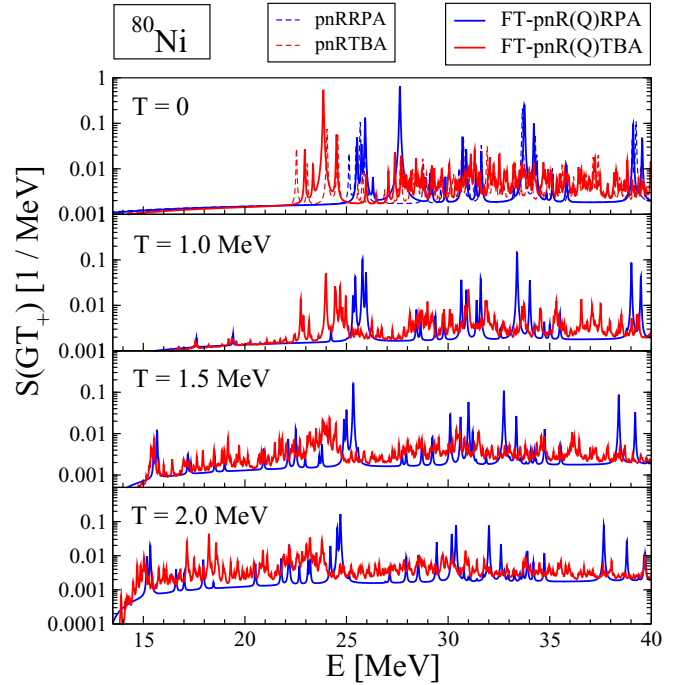 80Ni
pnRRPA
pnRTBA
FT-pnR(Q)RPA
FT-pnR(Q)TBA
S(GT+) [1 / MeV]
T = 0
1
0.1
0.01
0.001
T = 1.0 MeV
0.1
0.01
0.001
T = 1.5 MeV
0.1
0.01
0.001
T = 2.0 MeV
0.1
0.01
0.001
0.0001
15 20 25 30 35 40
E [MeV]